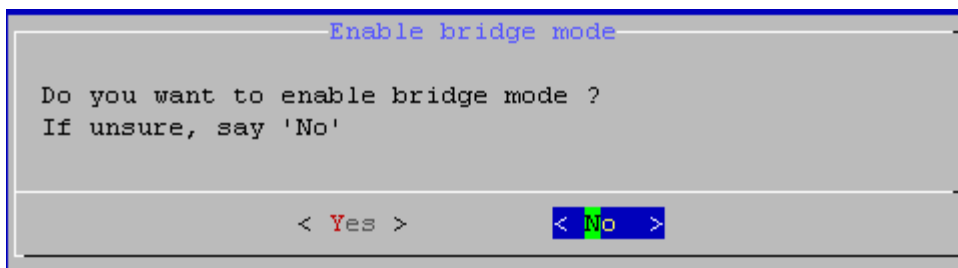 Enable bridge mode
Do you want to enable bridge mode ?
If unsure, say 'No'
< Yes > < No >